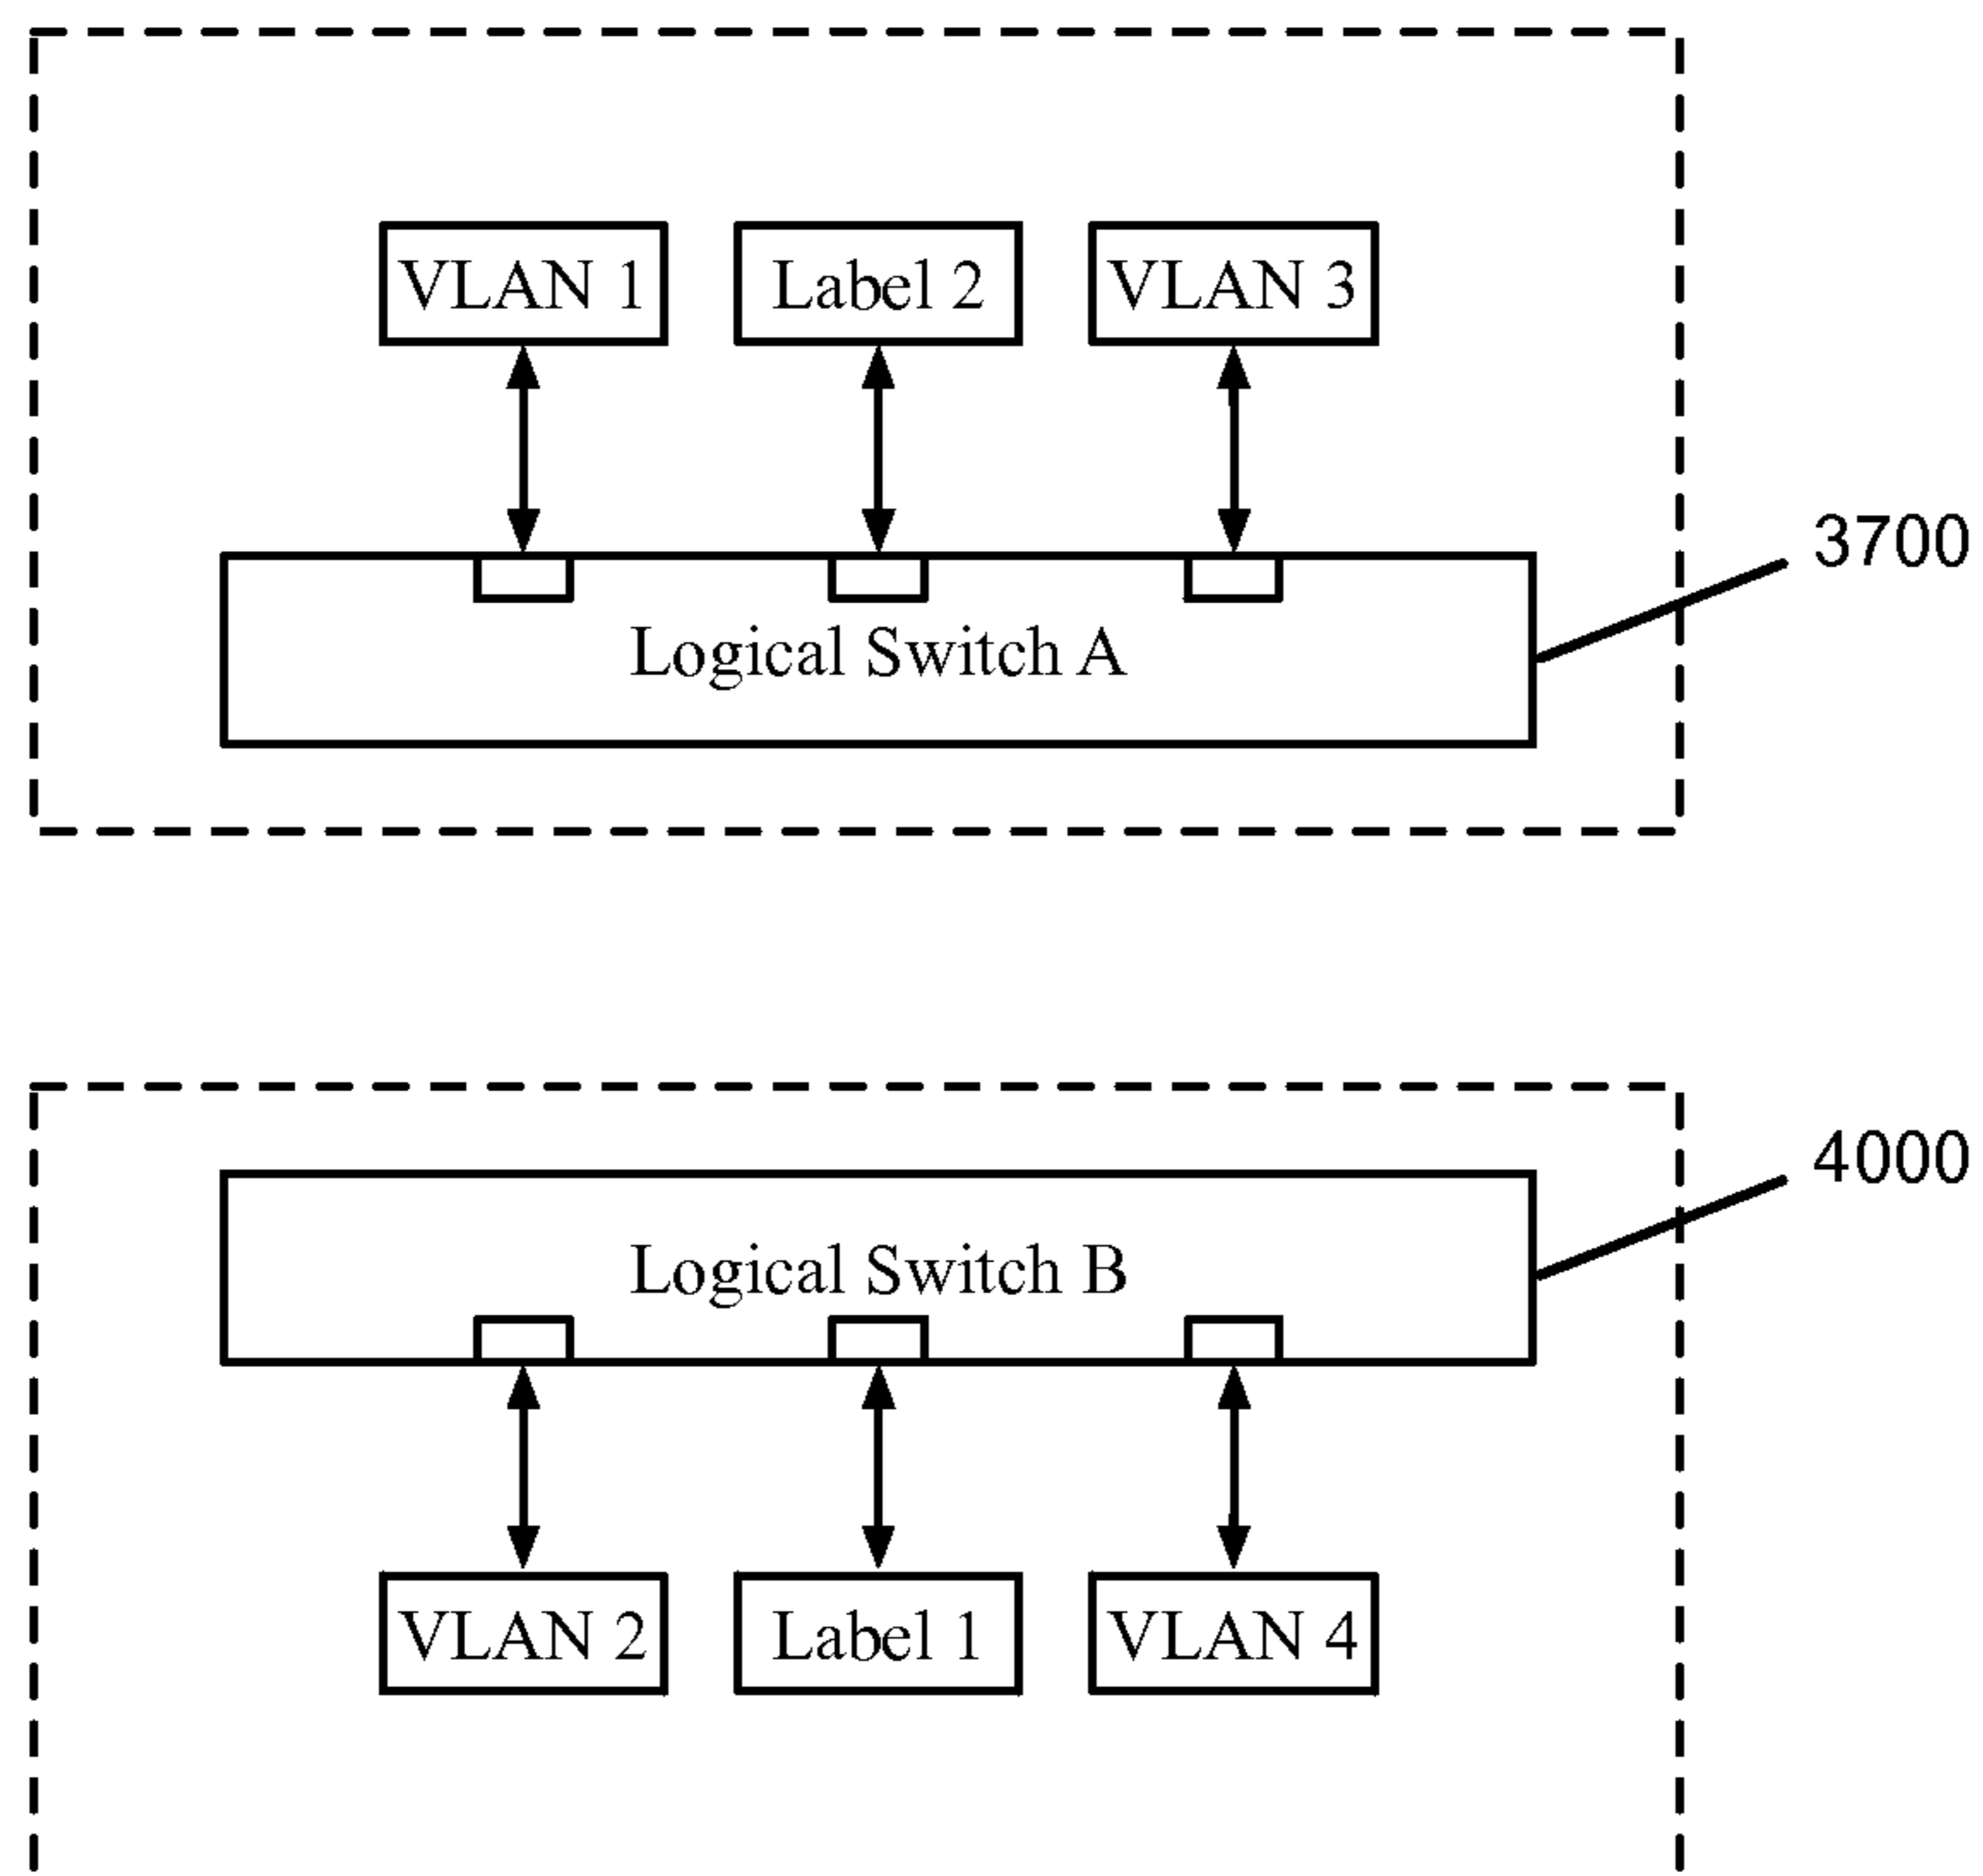 VLAN 1 Label 2 VLAN 3
3700
Logical Switch A
4000
Logical Switch B
VLAN 2 Label 1 VLAN 4